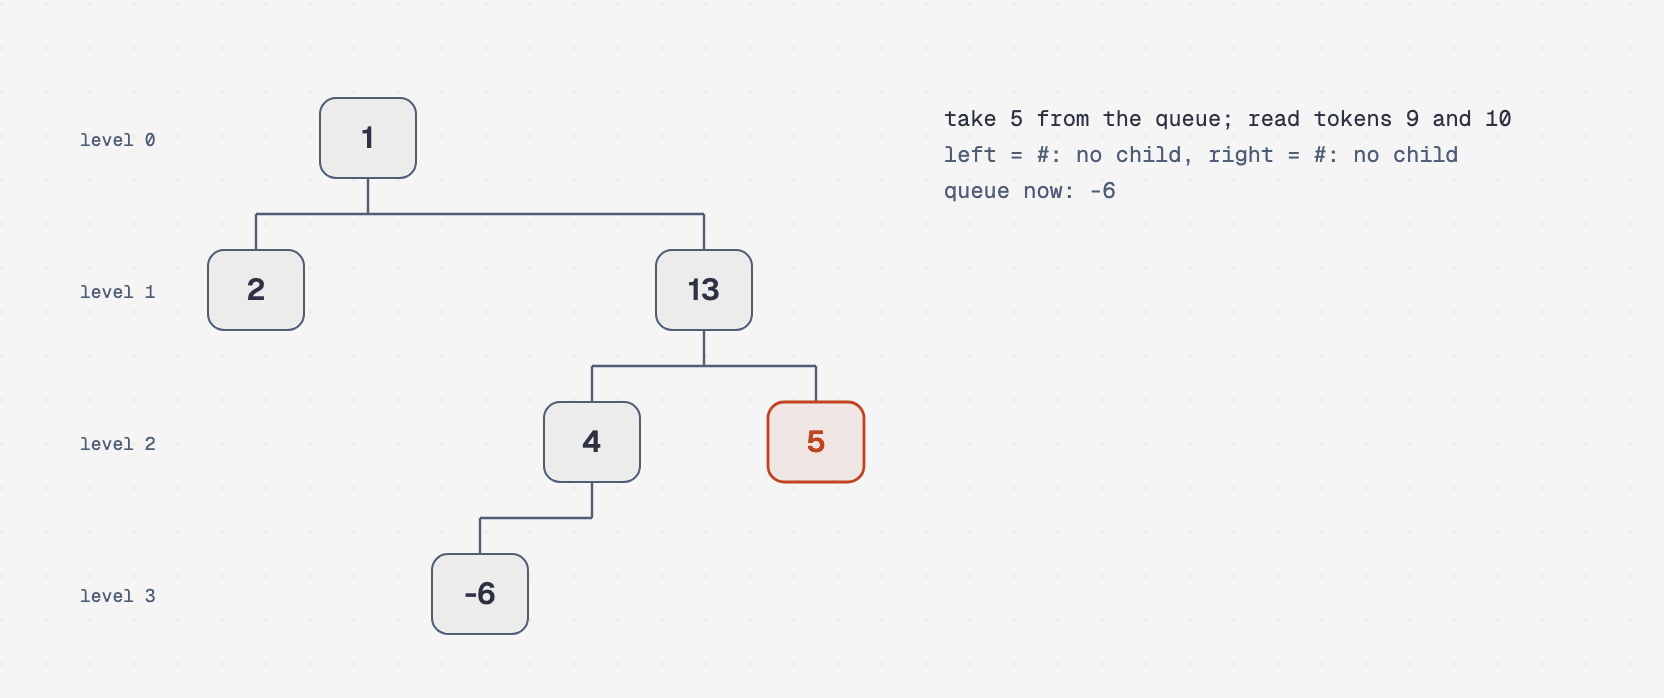 level 0
1
take 5 from the queue; read tokens 9 and 10
left = #: no child, right = #: no child
queue now: -6
level 1
2
13
level 2
4
5
level 3
-6